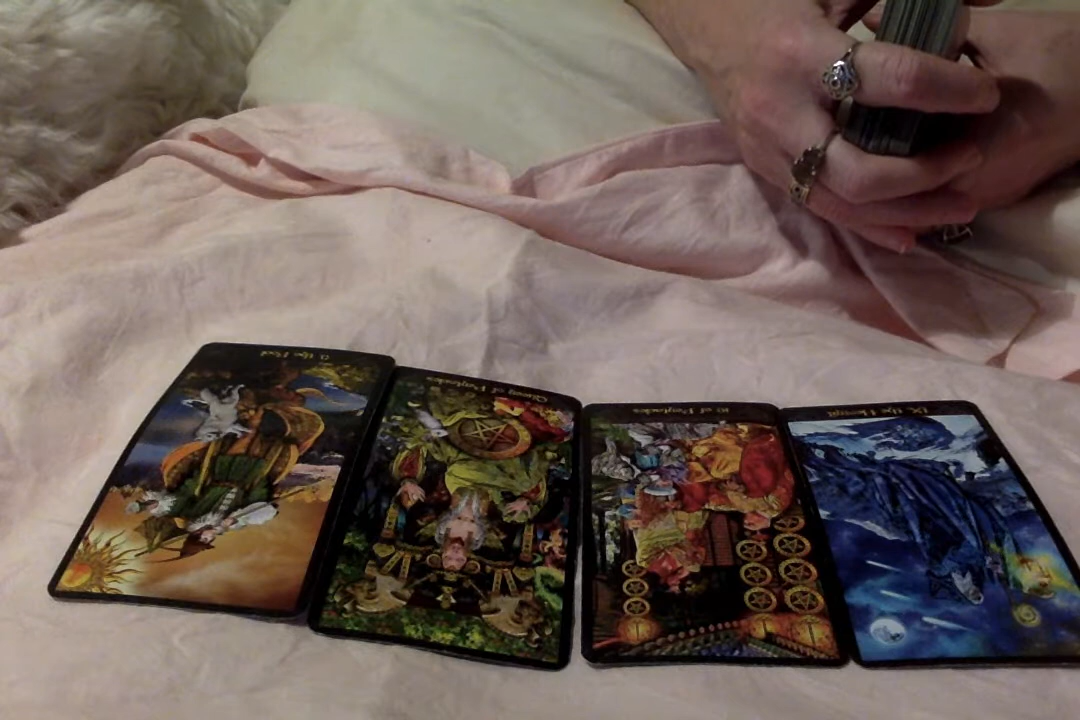 0. the Fool
Queen of Pentacles
10 of Pentacles
IX. the Hermit